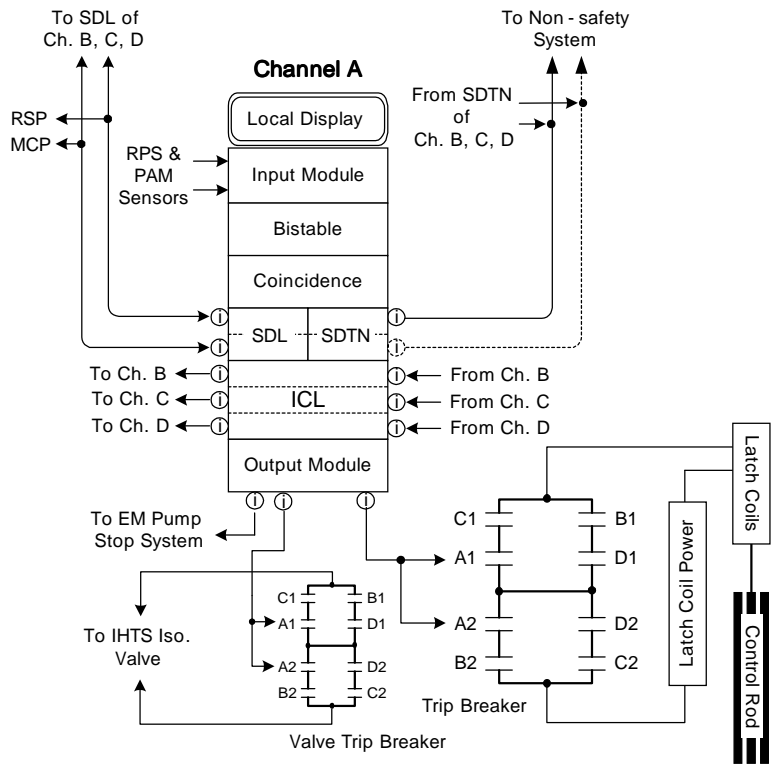 To SDL of
Ch. B, C, D
To Non - safety
System
Channel A
RSP
MCP
From SDTN
of
Ch. B, C, D
Local Display
RPS &
PAM
Sensors
Input Module
Bistable
Coincidence
i
i
SDL
SDTN
i
i
To Ch. B
i
i
From Ch. B
To Ch. C
i
ICL
i
From Ch. C
To Ch. D
i
i
From Ch. D
Output Module
i
i
i
To EM Pump
Stop System
To IHTS Iso.
Valve
C1
B1
A1
D1
A2
D2
B2
C2
Valve Trip Breaker
C1
B1
A1
D1
A2
D2
B2
C2
Trip Breaker
Latch Coil Power
Latch Coils
Control Rod